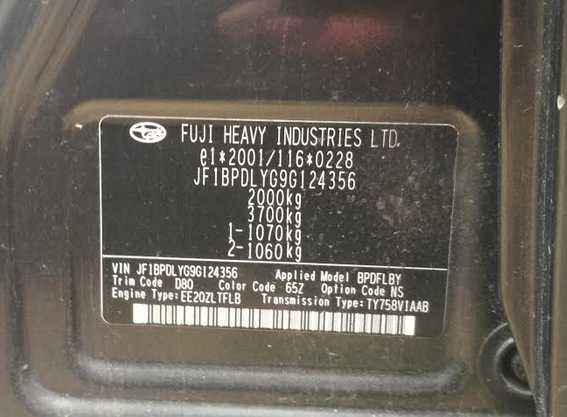 FUJI HEAVY INDUSTRIES LTD.
e1*2001/116*0228
JF1BPDLYG9G124356
2000kg
3700kg
1-1070kg
2-1060kg
VIN JF1BPDLYG9G124356 Applied Model BPDFLBY
Trim Code D80 Color Code 65Z Option Code NS
Engine Type:EE20ZLTFLB Transmission Type:TY758V1AAB